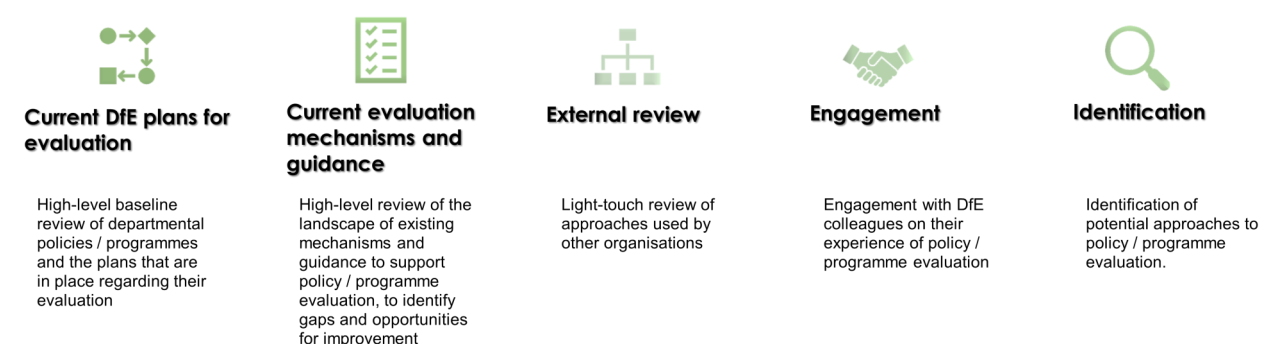 Current DfE plans for
evaluation
High-level baseline
review of departmental
policies / programmes
and the plans that are
in place regarding their
evaluation
Current evaluation
mechanisms and
guidance
High-level review of the
landscape of existing
mechanisms and
guidance to support
policy / programme
evaluation, to identify
gaps and opportunities
for improvement
External review
Light-touch review of
approaches used by
other organisations
Engagement
Engagement with DfE
colleagues on their
experience of policy /
programme evaluation
Identification
Identification of
potential approaches to
policy / programme
evaluation.